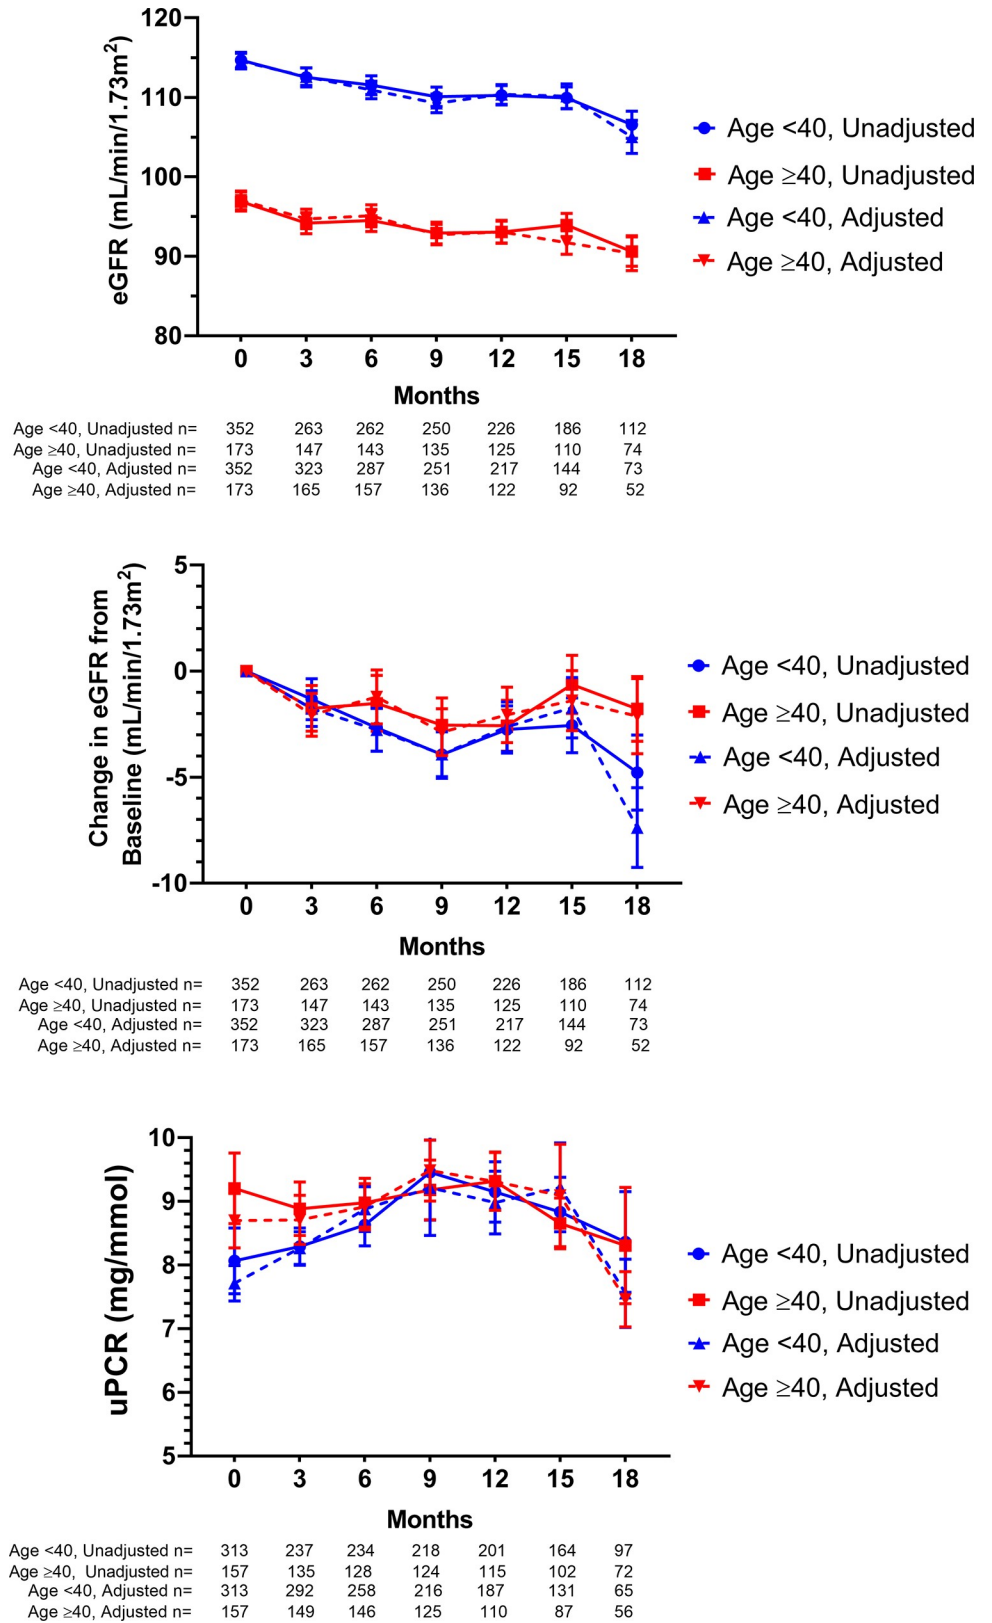 120
110
100
90
80
eGFR (mL/min/1.73m²)
0 3 6 9 12 15 18
Months
Age <40, Unadjusted
Age ≥40, Unadjusted
Age <40, Adjusted
Age ≥40, Adjusted
Age <40, Unadjusted n= 352 263 262 250 226 186 112
Age ≥40, Unadjusted n= 173 147 143 135 125 110 74
Age <40, Adjusted n= 352 323 287 251 217 144 73
Age ≥40, Adjusted n= 173 165 157 136 122 92 52
5
0
-5
-10
Change in eGFR from
Baseline (mL/min/1.73m²)
0 3 6 9 12 15 18
Months
Age <40, Unadjusted
Age ≥40, Unadjusted
Age <40, Adjusted
Age ≥40, Adjusted
Age <40, Unadjusted n= 352 263 262 250 226 186 112
Age ≥40, Unadjusted n= 173 147 143 135 125 110 74
Age <40, Adjusted n= 352 323 287 251 217 144 73
Age ≥40, Adjusted n= 173 165 157 136 122 92 52
10
9
8
7
6
5
uPCR (mg/mmol)
0 3 6 9 12 15 18
Months
Age <40, Unadjusted
Age ≥40, Unadjusted
Age <40, Adjusted
Age ≥40, Adjusted
Age <40, Unadjusted n= 313 237 234 218 201 164 97
Age ≥40, Unadjusted n= 157 135 128 124 115 102 72
Age <40, Adjusted n= 313 292 258 216 187 131 65
Age ≥40, Adjusted n= 157 149 146 125 110 87 56